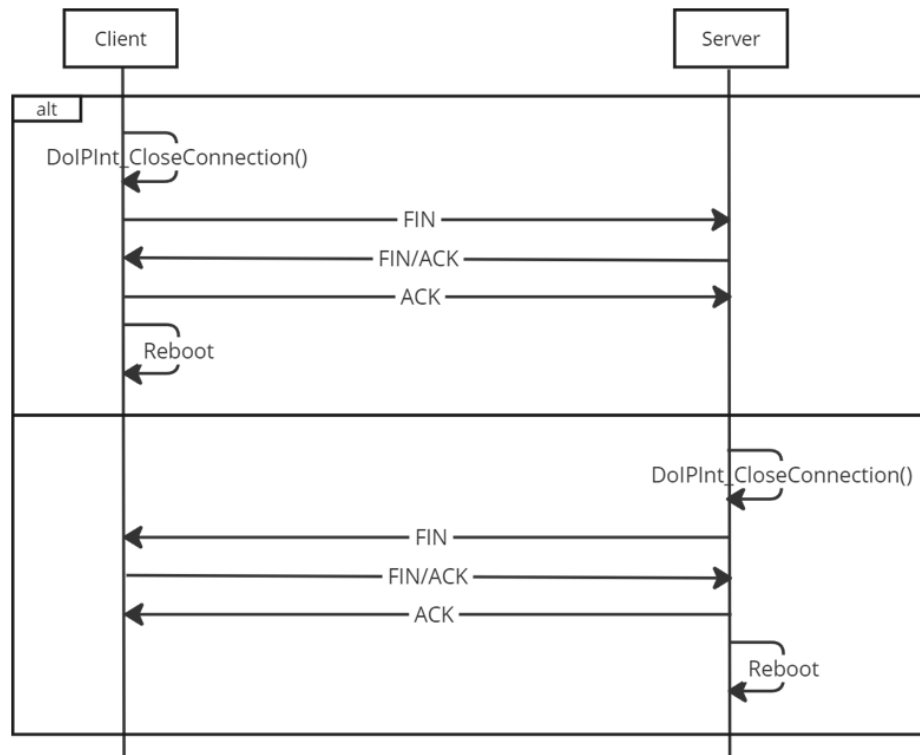 Client
Server
alt
DoIPInt_CloseConnection()
FIN
FIN/ACK
ACK
Reboot
DoIPInt_CloseConnection()
FIN
FIN/ACK
ACK
Reboot